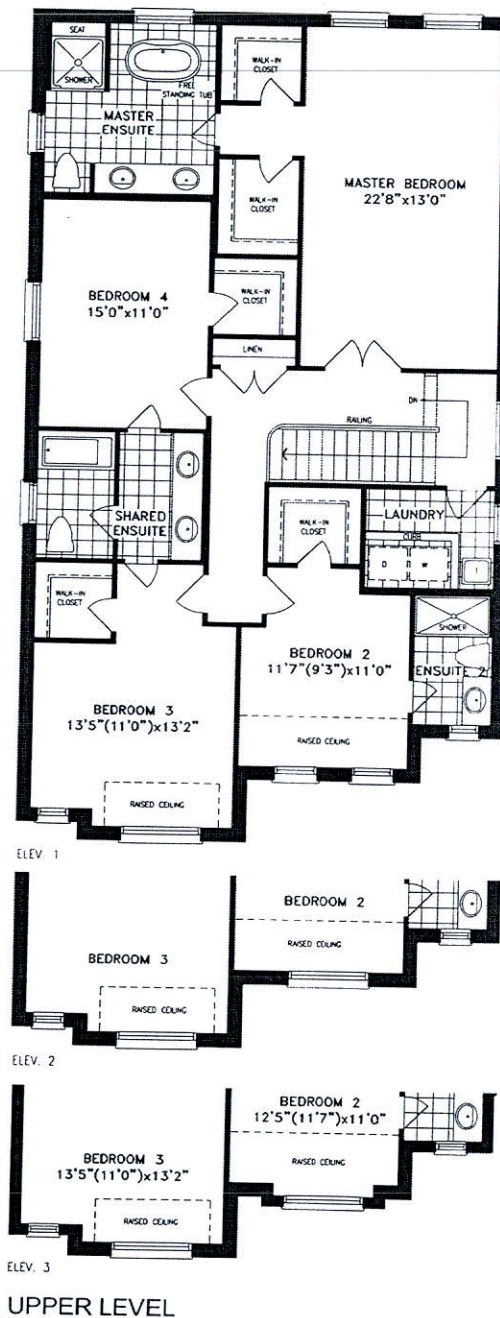 SEAT
SHOWER
FREE
STANDING TUB
MASTER
ENSUITE
WALK-IN
CLOSET
WALK-IN
CLOSET
MASTER BEDROOM
22'8"x13'0"
BEDROOM 4
15'0"x11'0"
WALK-IN
CLOSET
LINEN
DN
RAILING
SHARED
ENSUITE
WALK-IN
CLOSET
LAUNDRY
CURB
D
W
WALK-IN
CLOSET
SHOWER
ENSUITE 2
BEDROOM 2
11'7"(9'3")x11'0"
RAISED CEILING
BEDROOM 3
13'5"(11'0")x13'2"
RAISED CEILING
ELEV. 1
BEDROOM 2
RAISED CEILING
BEDROOM 3
RAISED CEILING
ELEV. 2
BEDROOM 2
12'5"(11'7")x11'0"
RAISED CEILING
BEDROOM 3
13'5"(11'0")x13'2"
RAISED CEILING
ELEV. 3
UPPER LEVEL